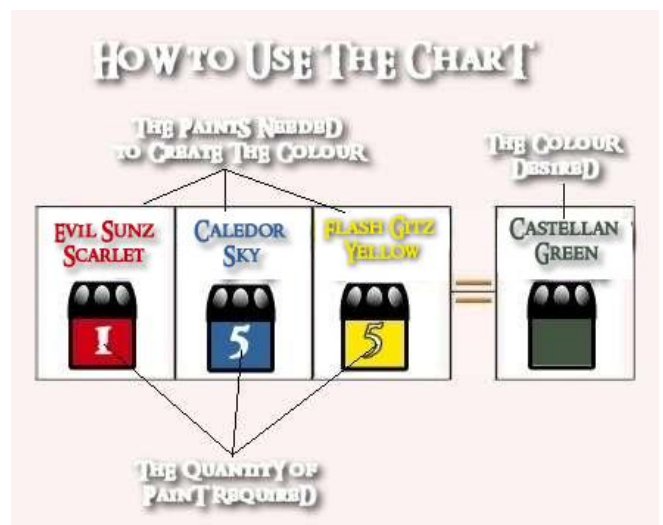 How to Use The Chart
The Paints Needed
to Create The Colour
The Colour
Desired
Evil Sunz
Scarlet
Caledor
Sky
Flash Gitz
Yellow
Castellan
Green
1
5
5
=
The Quantity of
Paint Required